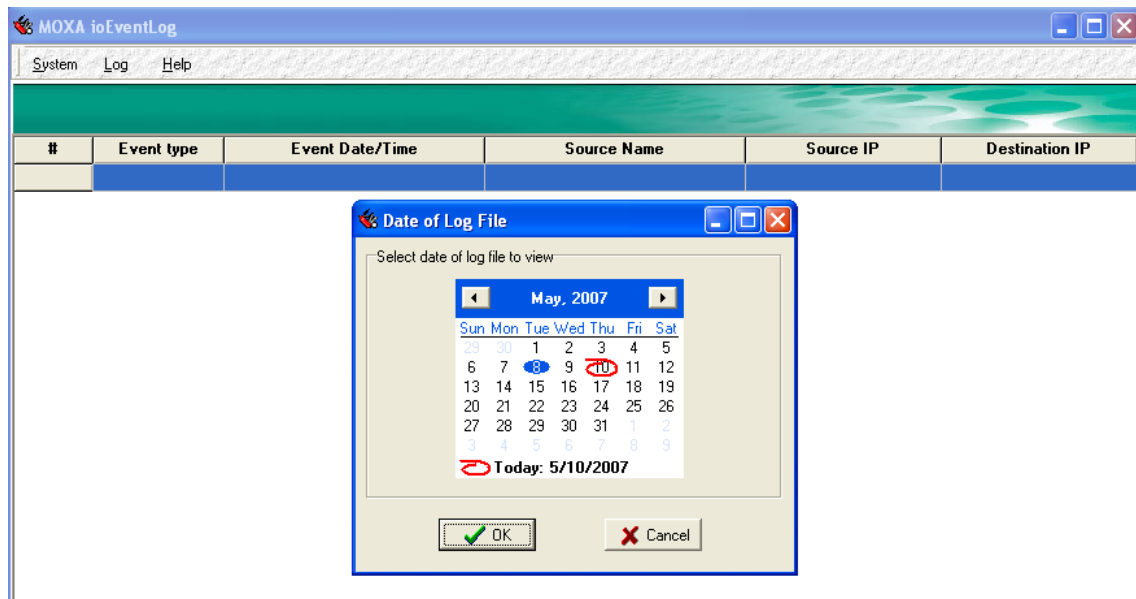 MOXA ioEventLog
System Log Help
# Event type Event Date/Time Source Name Source IP Destination IP
Date of Log File
Select date of log file to view
May, 2007
Sun Mon Tue Wed Thu Fri Sat
29 30 1 2 3 4 5
6 7 8 9 10 11 12
13 14 15 16 17 18 19
20 21 22 23 24 25 26
27 28 29 30 31 1 2
3 4 5 6 7 8 9
Today: 5/10/2007
OK Cancel